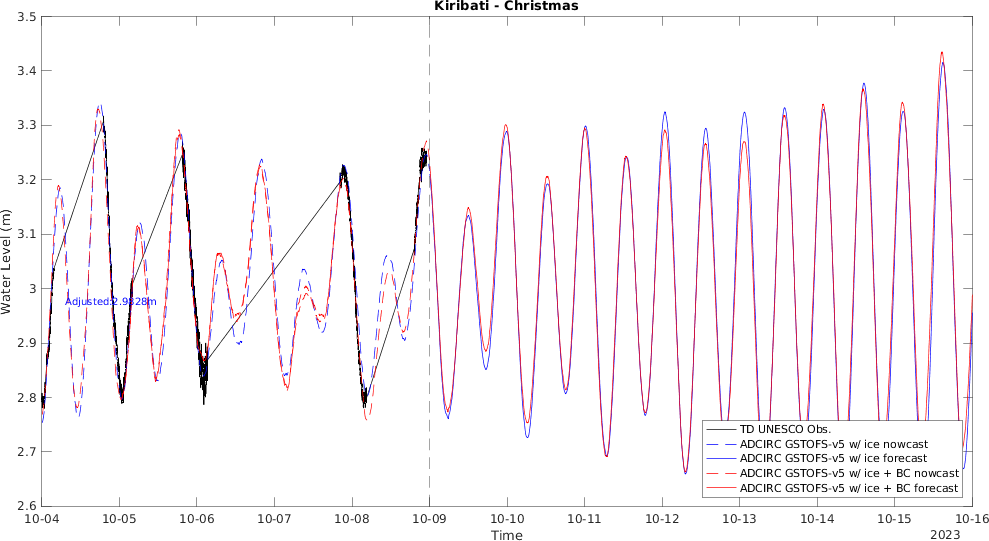 Kiribati - Christmas
3.5
3.4
3.3
3.2
3.1
3
2.9
2.8
2.7
2.6
Water Level (m)
Adjusted:2.9828m
TD UNESCO Obs.
ADCIRC GSTOFS-v5 w/ ice nowcast
ADCIRC GSTOFS-v5 w/ ice forecast
ADCIRC GSTOFS-v5 w/ ice + BC nowcast
ADCIRC GSTOFS-v5 w/ ice + BC forecast
10-04 10-05 10-06 10-07 10-08 10-09 10-10 10-11 10-12 10-13 10-14 10-15 10-16
Time
2023